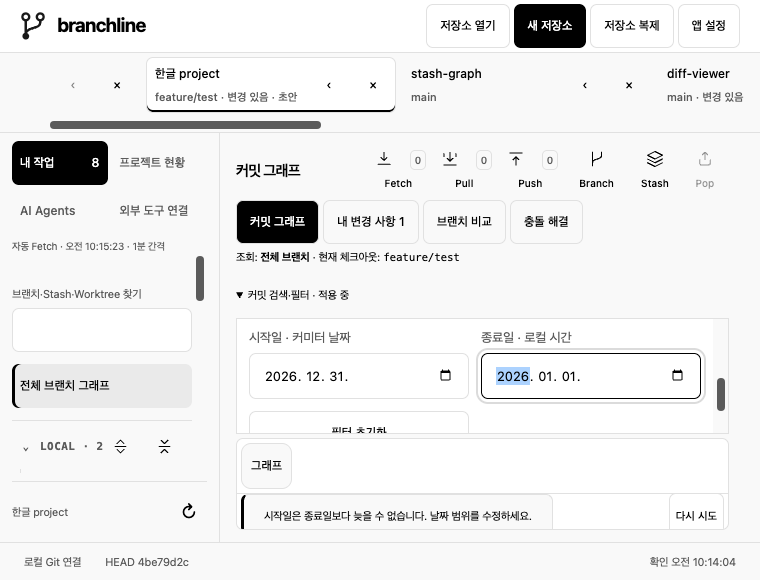 branchline
저장소 열기
새 저장소
저장소 복제
앱 설정
한글 project
feature/test · 변경 있음 · 초안
stash-graph
main
diff-viewer
main · 변경 있음
내 작업 8
프로젝트 현황
AI Agents
외부 도구 연결
자동 Fetch · 오전 10:15:23 · 1분 간격
브랜치·Stash·Worktree 찾기
전체 브랜치 그래프
LOCAL · 2
한글 project
커밋 그래프
0
Fetch
0
Pull
0
Push
Branch
Stash
Pop
커밋 그래프
내 변경 사항 1
브랜치 비교
충돌 해결
조회: 전체 브랜치 · 현재 체크아웃: feature/test
▼ 커밋 검색·필터 · 적용 중
시작일 · 커미터 날짜
종료일 · 로컬 시간
2026. 12. 31.
2026. 01. 01.
필터 초기화
그래프
시작일은 종료일보다 늦을 수 없습니다. 날짜 범위를 수정하세요.
다시 시도
로컬 Git 연결
HEAD 4be79d2c
확인 오전 10:14:04